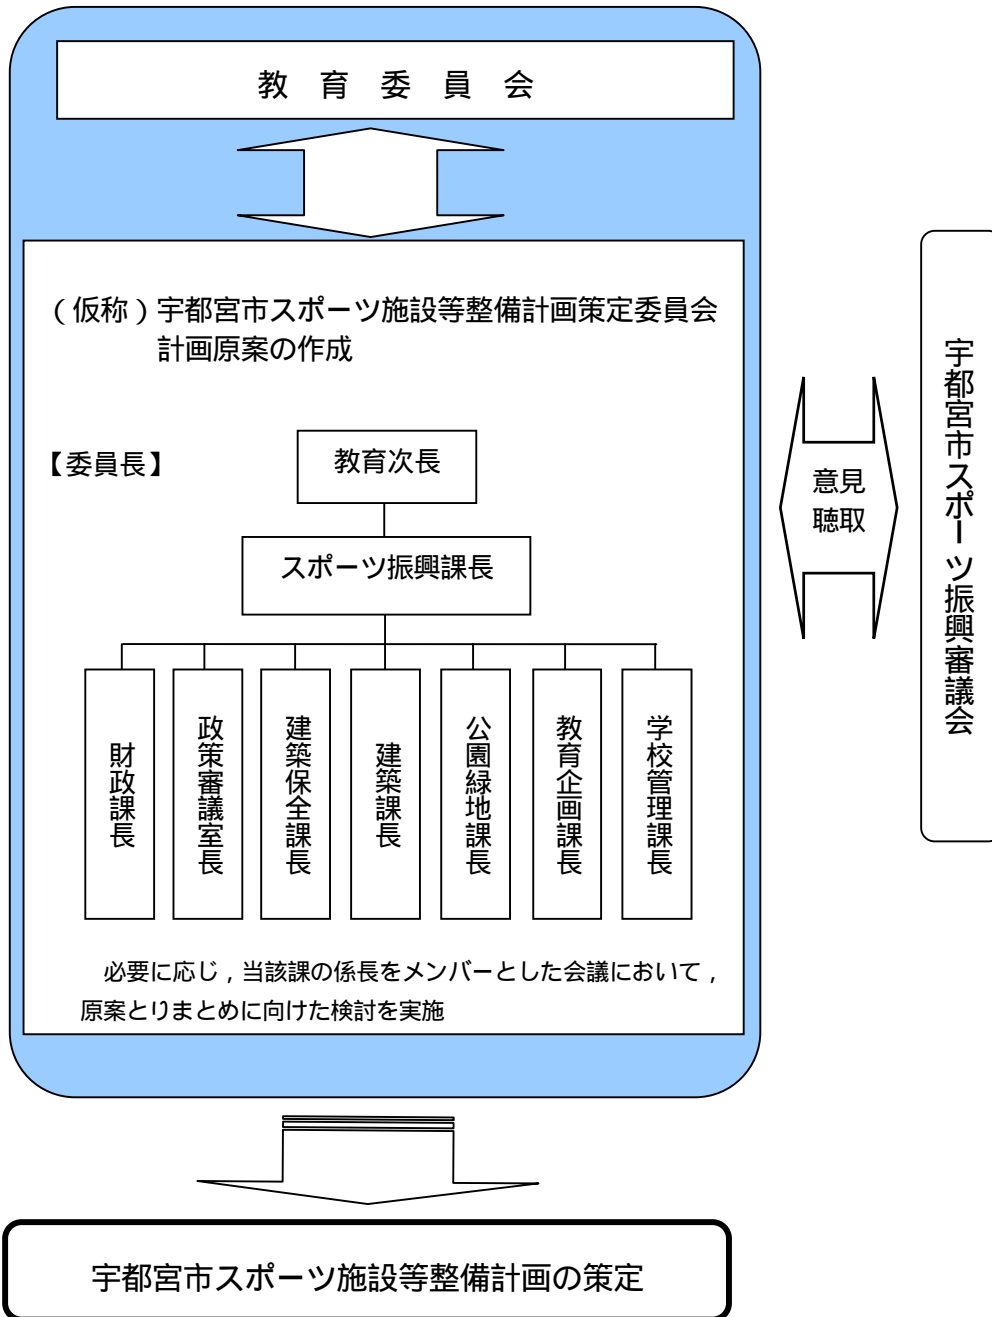 教育委員会
（仮称）宇都宮市スポーツ施設等整備計画策定委員会
計画原案の作成
【委員長】
教育次長
スポーツ振興課長
財政課長
政策審議室長
建築保全課長
建築課長
公園緑地課長
教育企画課長
学校管理課長
必要に応じ，当該課の係長をメンバーとした会議において，
原案とりまとめに向けた検討を実施
意見
聴取
宇都宮市スポーツ振興審議会
宇都宮市スポーツ施設等整備計画の策定